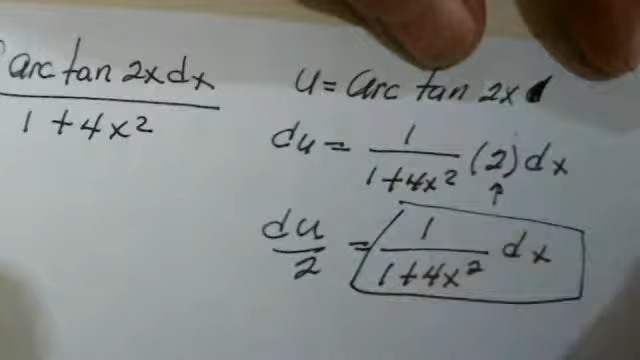 arc tan 2x dx
1 + 4x²
u = arc tan 2x
du = 1/1+4x² (2) dx
du/2 = 1/1+4x² dx